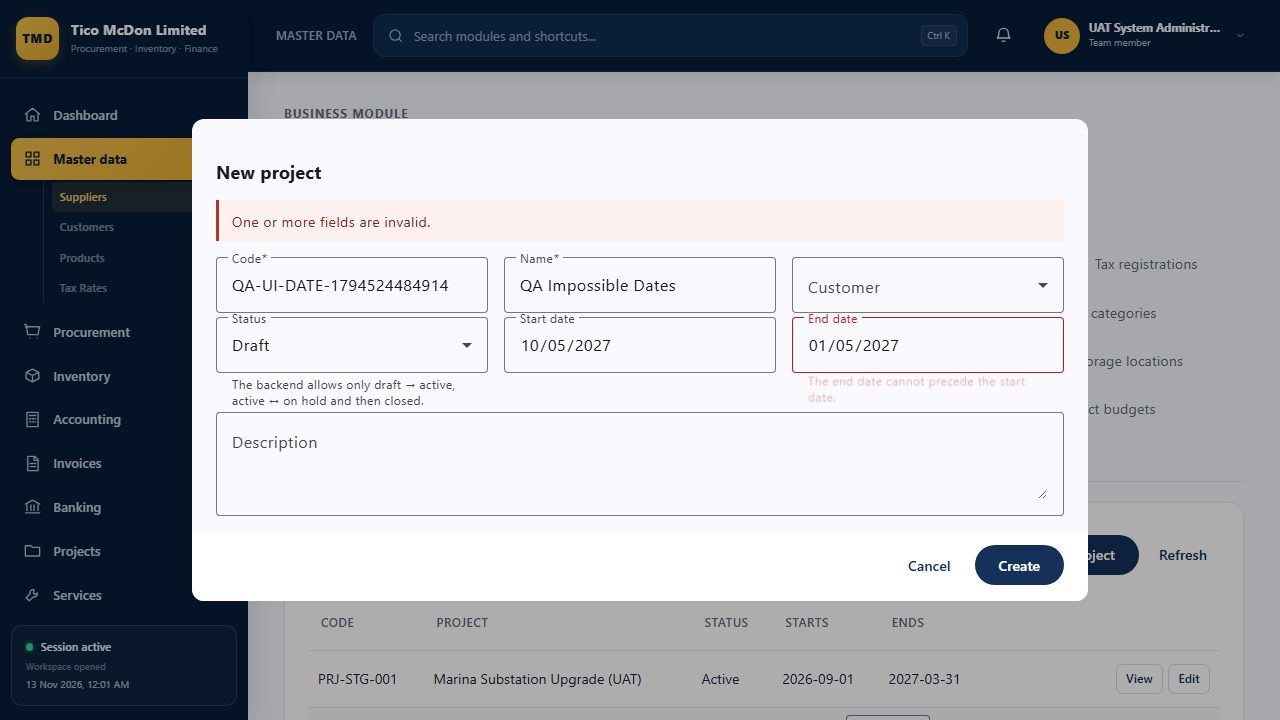 TMD
Tico McDon Limited
Procurement · Inventory · Finance
MASTER DATA
Search modules and shortcuts...
Ctrl K
US
UAT System Administr...
Team member
Dashboard
Master data
Suppliers
Customers
Products
Tax Rates
Procurement
Inventory
Accounting
Invoices
Banking
Projects
Services
Session active
Workspace opened
13 Nov 2026, 12:01 AM
BUSINESS MODULE
Tax registrations
categories
orage locations
ct budgets
New project
One or more fields are invalid.
Code*
QA-UI-DATE-1794524484914
Name*
QA Impossible Dates
Customer
Status
Draft
Start date
10/05/2027
End date
01/05/2027
The backend allows only draft → active,
active ↔ on hold and then closed.
The end date cannot precede the start
date.
Description
Cancel
Create
oject
Refresh
CODE PROJECT STATUS STARTS ENDS
PRJ-STG-001 Marina Substation Upgrade (UAT) Active 2026-09-01 2027-03-31 View Edit